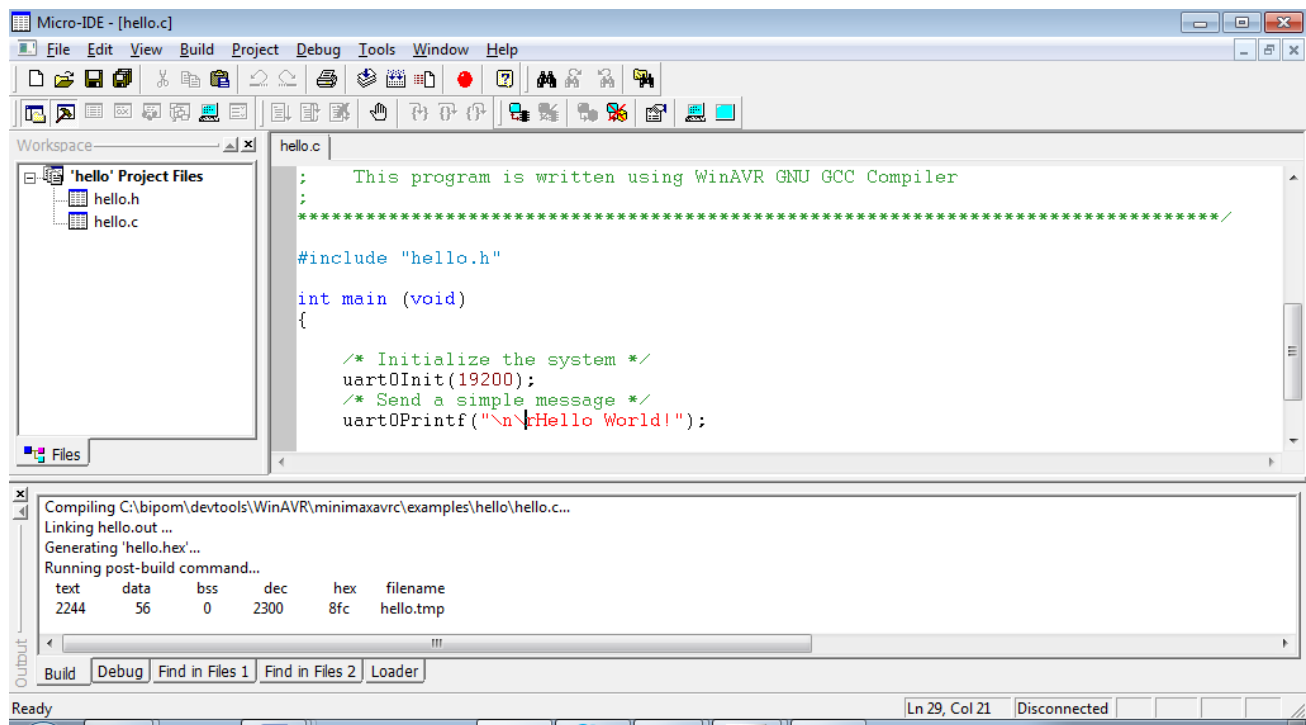 Micro-IDE - [hello.c]
File Edit View Build Project Debug Tools Window Help
Workspace
'hello' Project Files
hello.h
hello.c
Files
hello.c
;    This program is written using WinAVR GNU GCC Compiler
;
*********************************************************************************/
#include "hello.h"
int main (void)
{
/* Initialize the system */
uart0Init(19200);
/* Send a simple message */
uart0Printf("\n\rHello World!");
Compiling C:\bipom\devtools\WinAVR\minimaxavrc\examples\hello\hello.c...
Linking hello.out ...
Generating 'hello.hex'...
Running post-build command...
text data bss dec hex filename
2244 56 0 2300 8fc hello.tmp
Output
Build Debug Find in Files 1 Find in Files 2 Loader
Ready Ln 29, Col 21 Disconnected